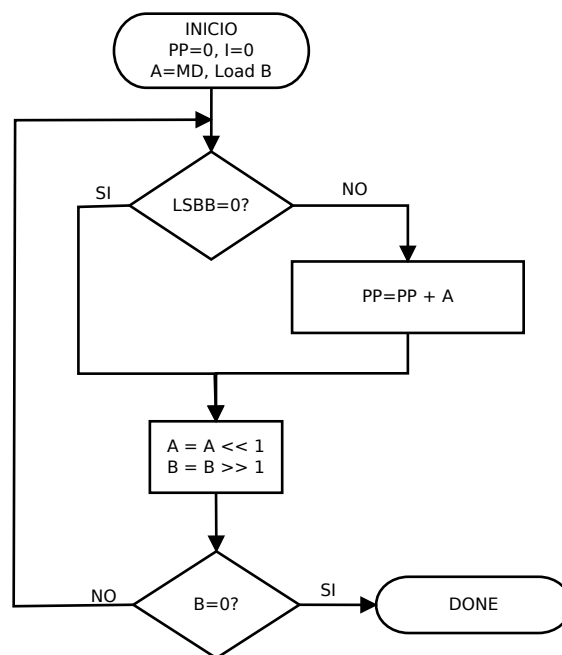 INICIO
PP=0, I=0
A=MD, Load B
SI
LSBB=0?
NO
PP=PP + A
A = A << 1
B = B >> 1
NO
B=0?
SI
DONE